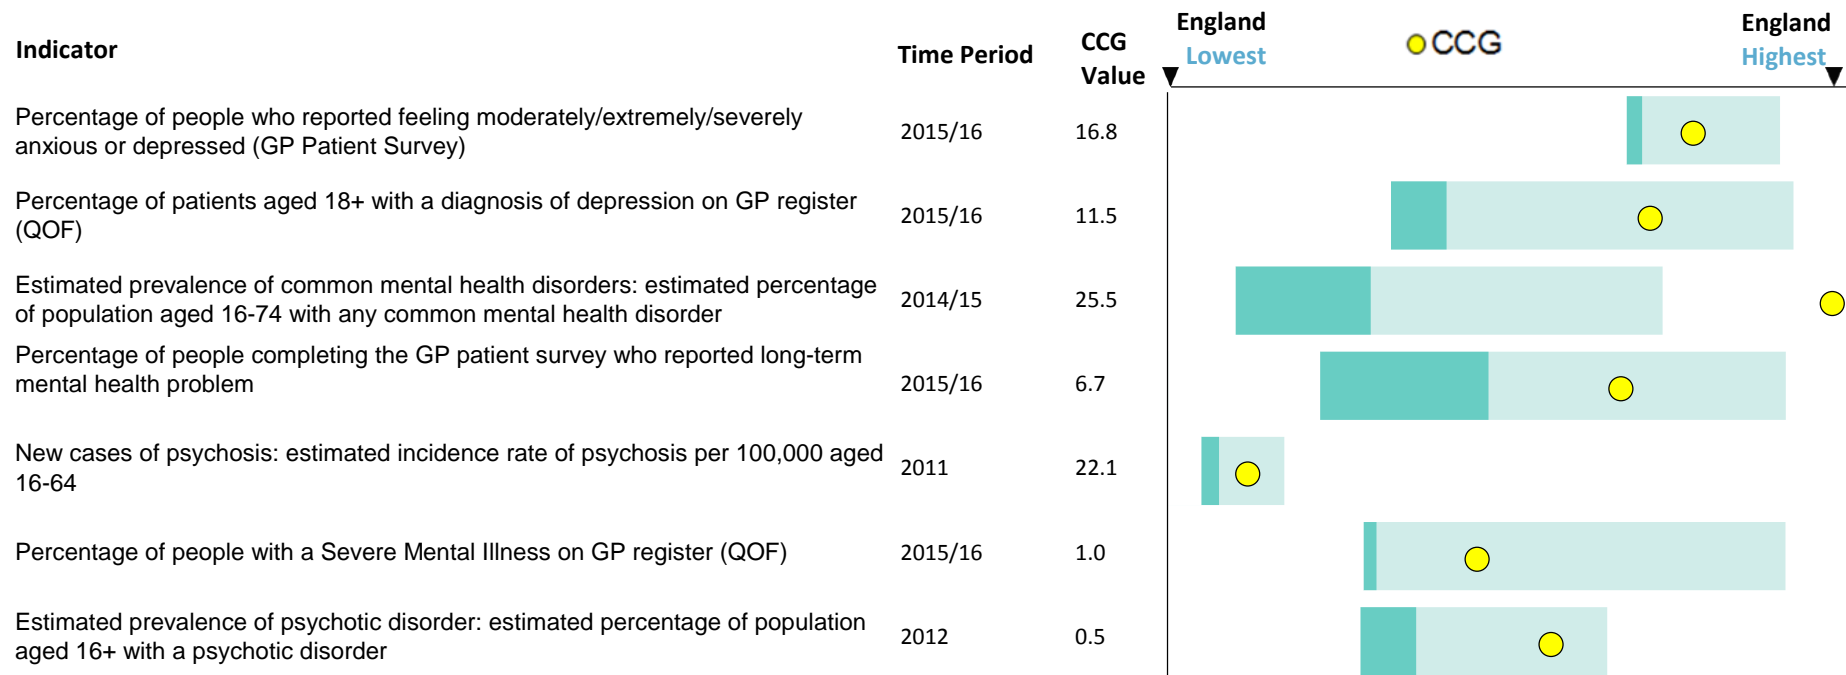 Indicator
Time Period
CCG
Value
England
Lowest
CCG
England
Highest
Percentage of people who reported feeling moderately/extremely/severely
anxious or depressed (GP Patient Survey)
2015/16
16.8
Percentage of patients aged 18+ with a diagnosis of depression on GP register
(QOF)
2015/16
11.5
Estimated prevalence of common mental health disorders: estimated percentage
of population aged 16-74 with any common mental health disorder
2014/15
25.5
Percentage of people completing the GP patient survey who reported long-term
mental health problem
2015/16
6.7
New cases of psychosis: estimated incidence rate of psychosis per 100,000 aged
16-64
2011
22.1
Percentage of people with a Severe Mental Illness on GP register (QOF)
2015/16
1.0
Estimated prevalence of psychotic disorder: estimated percentage of population
aged 16+ with a psychotic disorder
2012
0.5